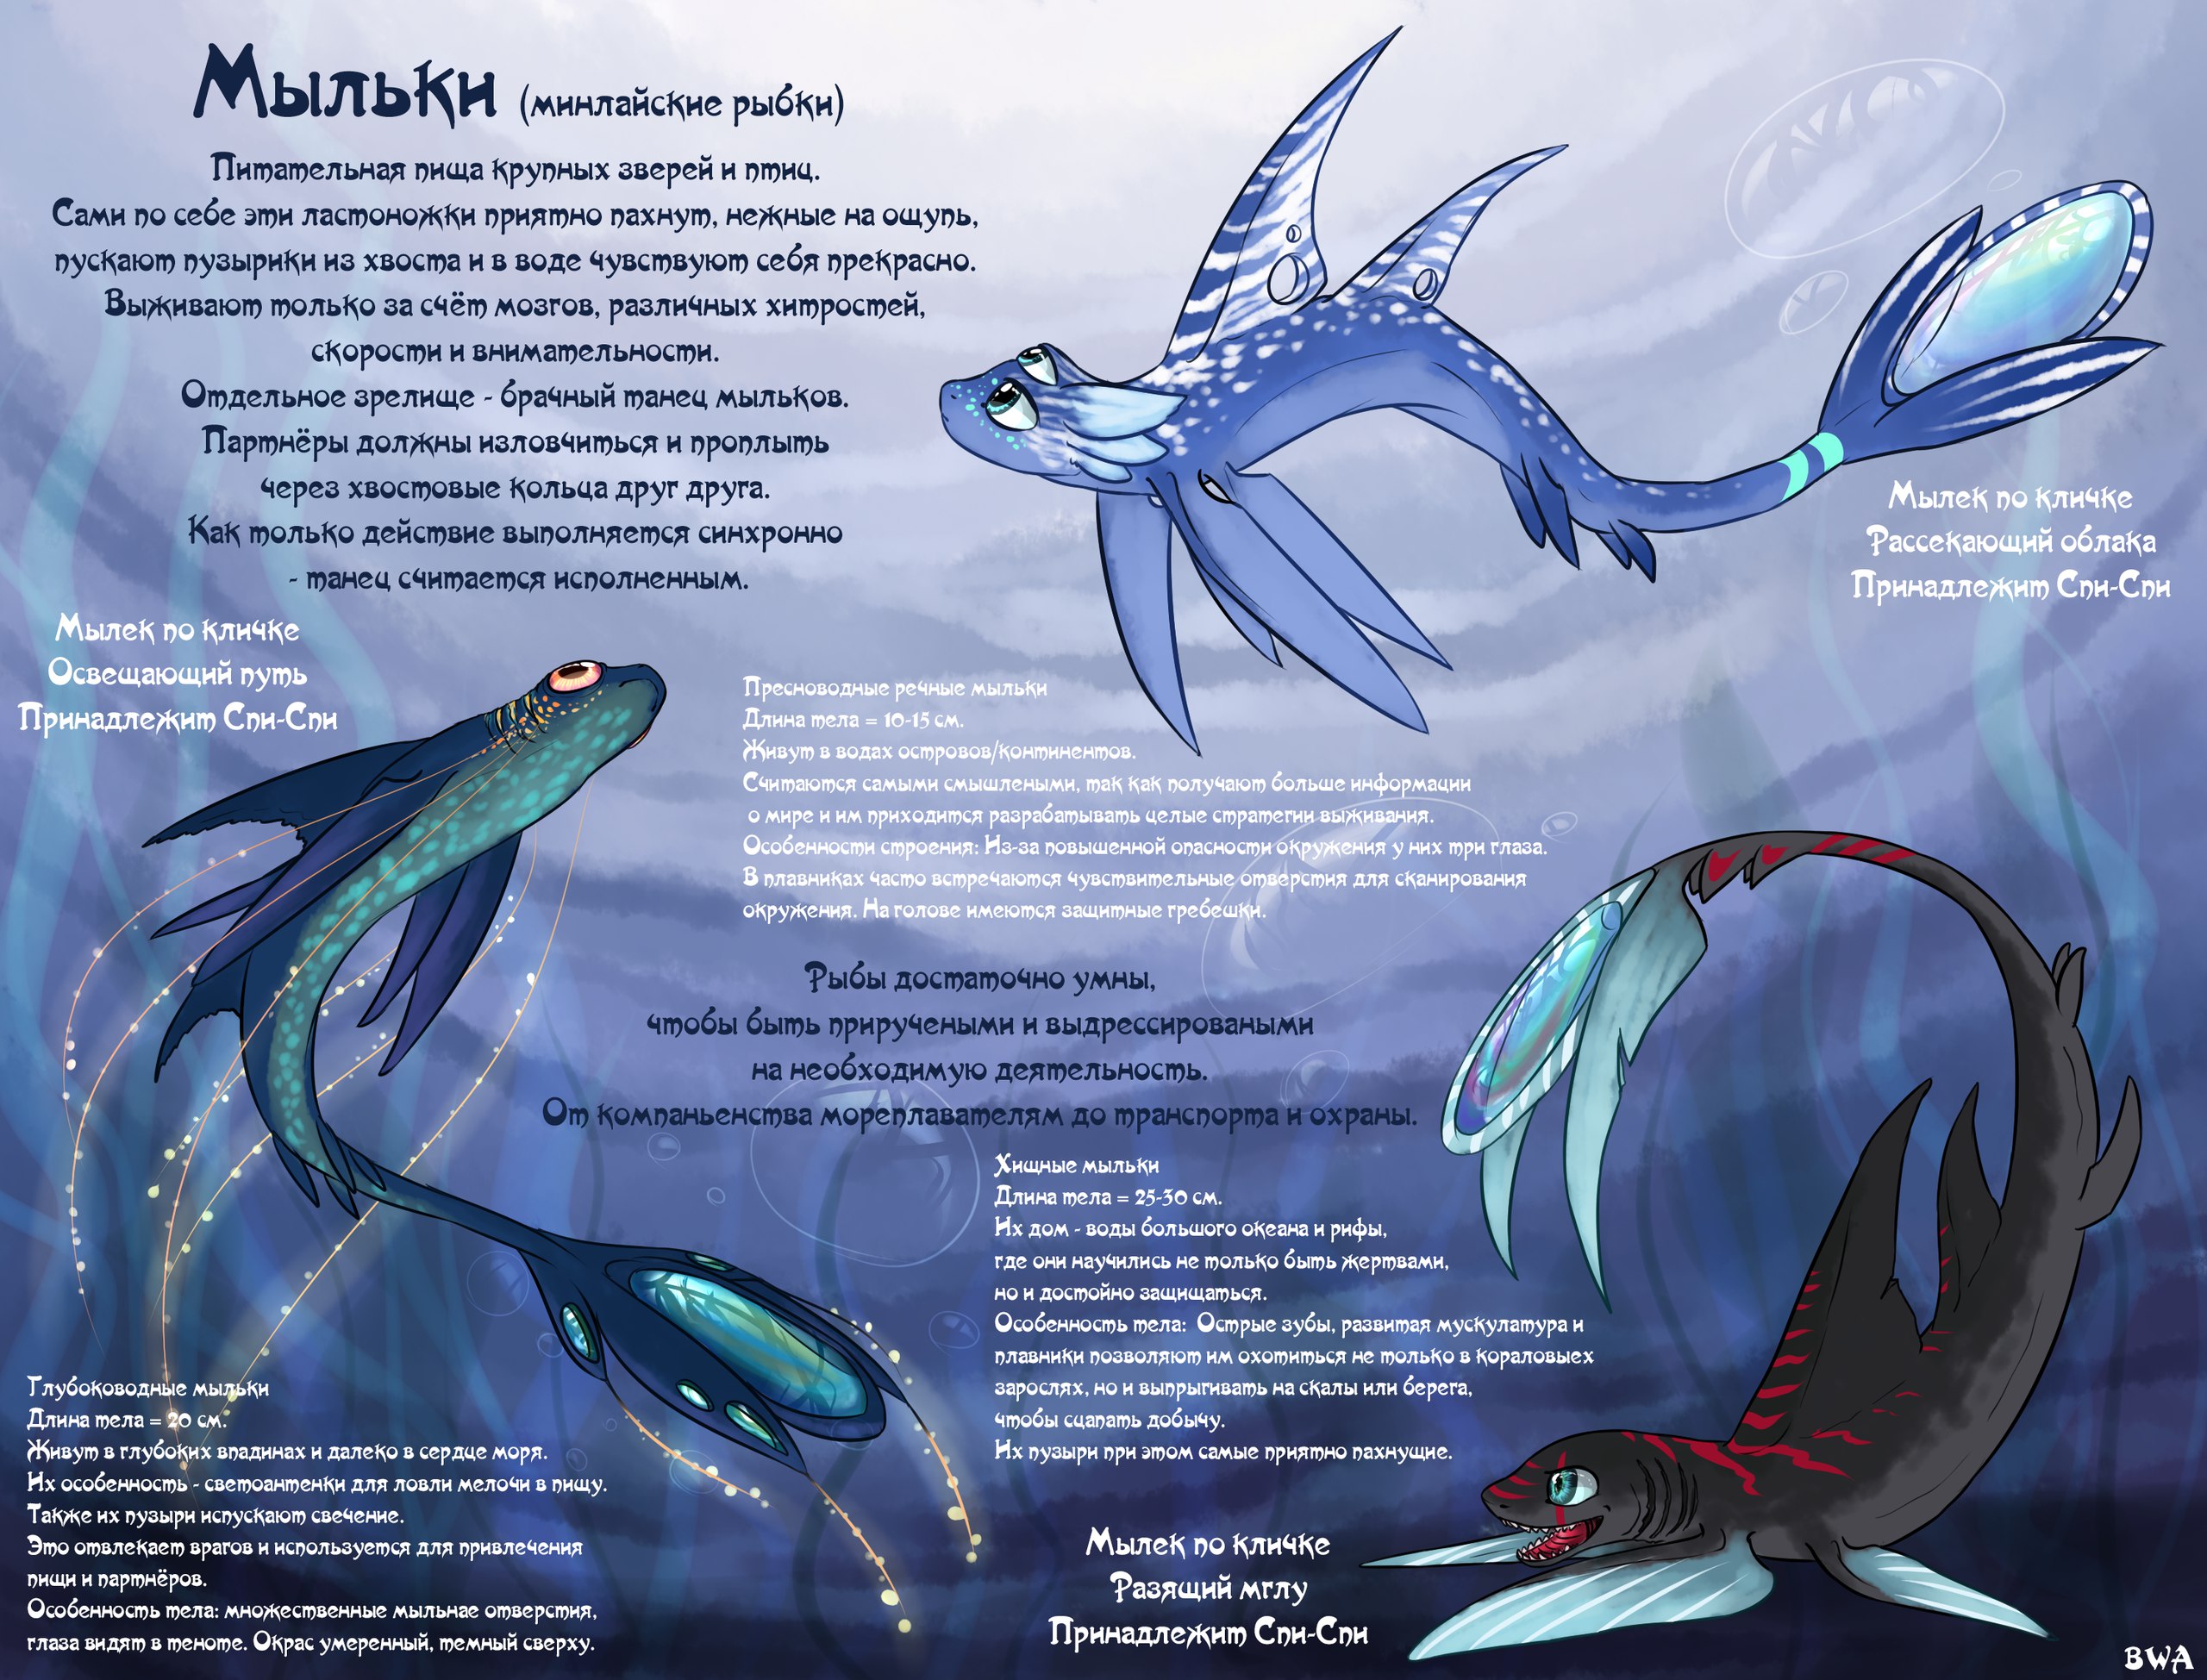 Мыльки (минлайские рыбки)
Питательная пища крупных зверей и птиц.
Сами по себе эти ластоножки приятно пахнут, нежные на ощупь,
пускают пузырики из хвоста и в воде чувствуют себя прекрасно.
Выживают только за счёт мозгов, различных хитростей,
скорости и внимательности.
Отдельное зрелище - брачный танец мыльков.
Партнёры должны изловчиться и проплыть
через хвостовые кольца друг друга.
Как только действие выполняется синхронно
- танец считается исполненным.
Мылек по кличке
Рассекающий облака
Принадлежит Спи-Спи
Мылек по кличке
Освещающий путь
Принадлежит Спи-Спи
Пресноводные речные мыльки
Длина тела = 10-15 см.
Живут в водах островов/континентов.
Считаются самыми смышлеными, так как получают больше информации
о мире и им приходится разрабатывать целые стратегии выживания.
Особенности строения: Из-за повышенной опасности окружения у них три глаза.
В плавниках часто встречаются чувствительные отверстия для сканирования
окружения. На голове имеются защитные гребешки.
Рыбы достаточно умны,
чтобы быть приручеными и выдрессироваными
на необходимую деятельность.
От компаньенства мореплавателям до транспорта и охраны.
Хищные мыльки
Длина тела = 25-30 см.
Их дом - воды большого океана и рифы,
где они научились не только быть жертвами,
но и достойно защищаться.
Особенность тела: Острые зубы, развитая мускулатура и
плавники позволяют им охотиться не только в кораловыех
зарослях, но и выпрыгивать на скалы или берега,
чтобы сцапать добычу.
Их пузыри при этом самые приятно пахнущие.
Глубоководные мыльки
Длина тела = 20 см.
Живут в глубоких впадинах и далеко в сердце моря.
Их особенность - светоантенки для ловли мелочи в пищу.
Также их пузыри испускают свечение.
Это отвлекает врагов и используется для привлечения
пищи и партнёров.
Особенность тела: множественные мыльнае отверстия,
глаза видят в темоте. Окрас умеренный, темный сверху.
Мылек по кличке
Разящий мглу
Принадлежит Спи-Спи
BWA